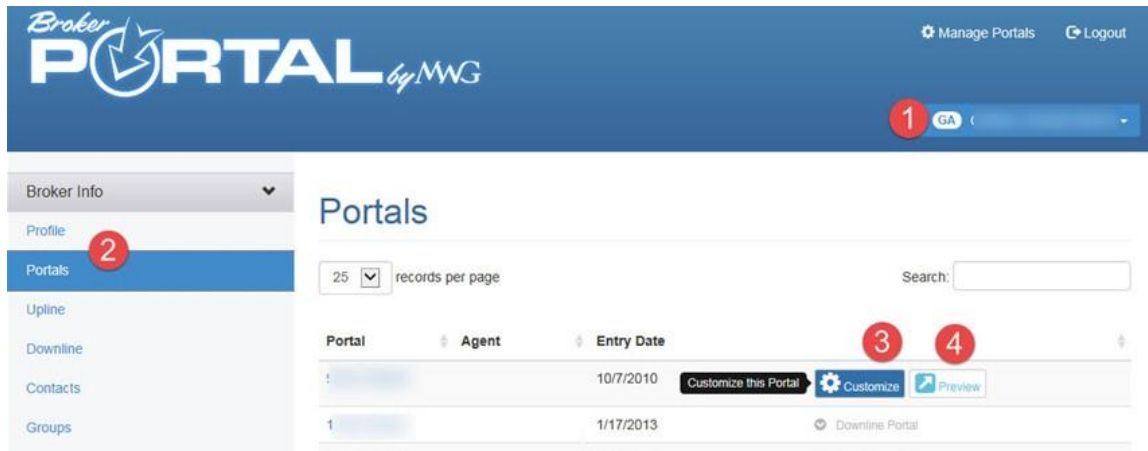 Broker
PORTAL by MWG
Manage Portals Logout
1 GA
Broker Info
Profile
2
Portals
Upline
Downline
Contacts
Groups
Portals
25 records per page Search:
Portal Agent Entry Date
3 4
10/7/2010 Customize this Portal Customize Preview
1 1/17/2013 Downline Portal